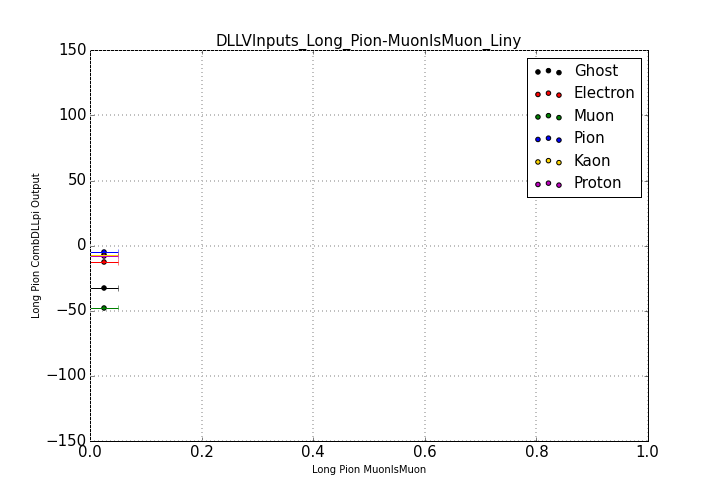 DLLVInputs_Long_Pion-MuonIsMuon_Liny
150
100
50
0
−50
−100
−150
0.0
0.2
0.4
0.6
0.8
1.0
Long Pion CombDLLpi Output
Long Pion MuonIsMuon
Ghost
Electron
Muon
Pion
Kaon
Proton